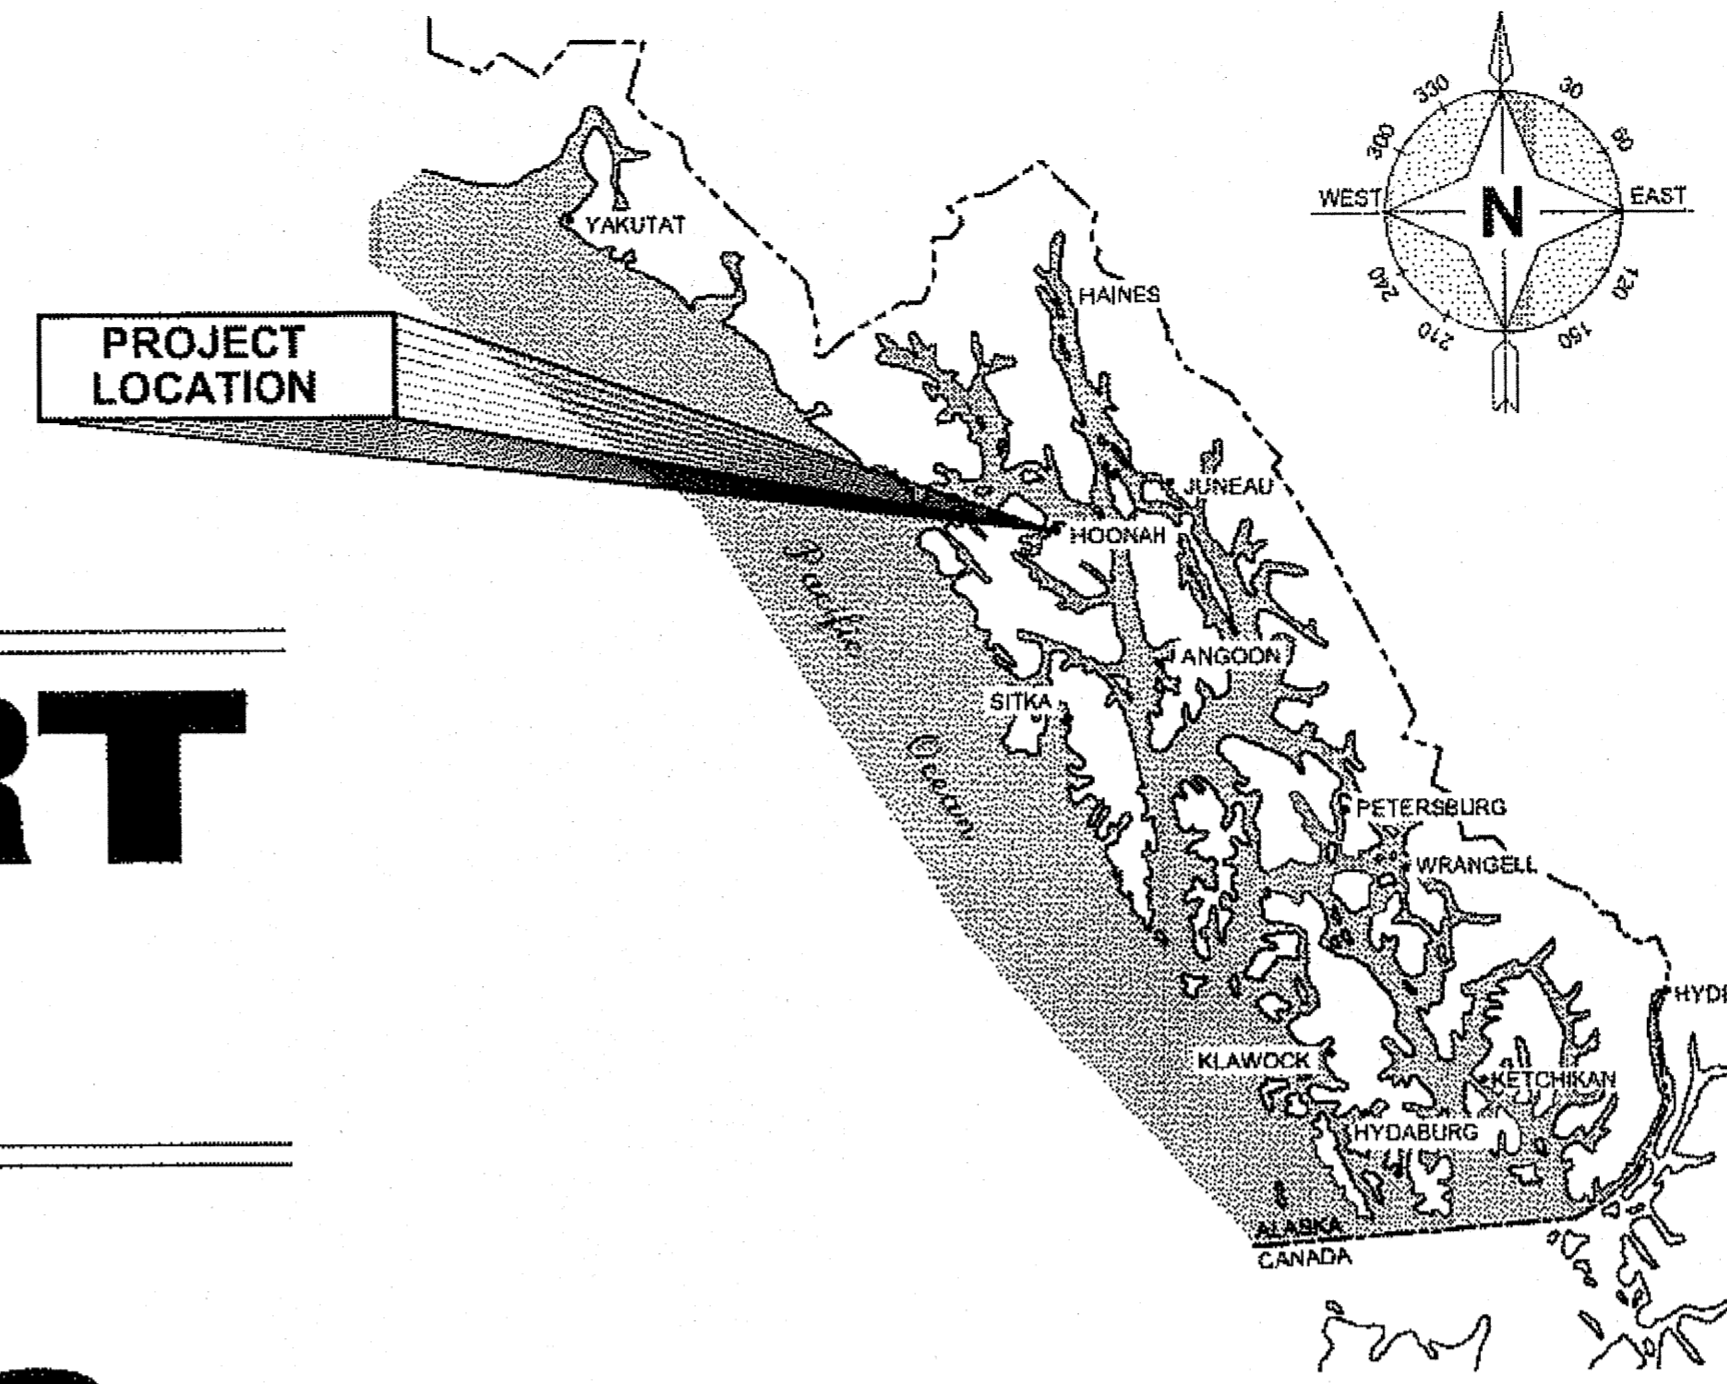 330
30
300
60
WEST
N
EAST
240
120
210
150
YAKUTAT
HAINES
PROJECT
LOCATION
JUNEAU
HOONAH
Pacific
Ocean
ANGOON
SITKA
RT
PETERSBURG
WRANGELL
KLAWOCK
KETCHIKAN
HYDABURG
ALASKA
CANADA